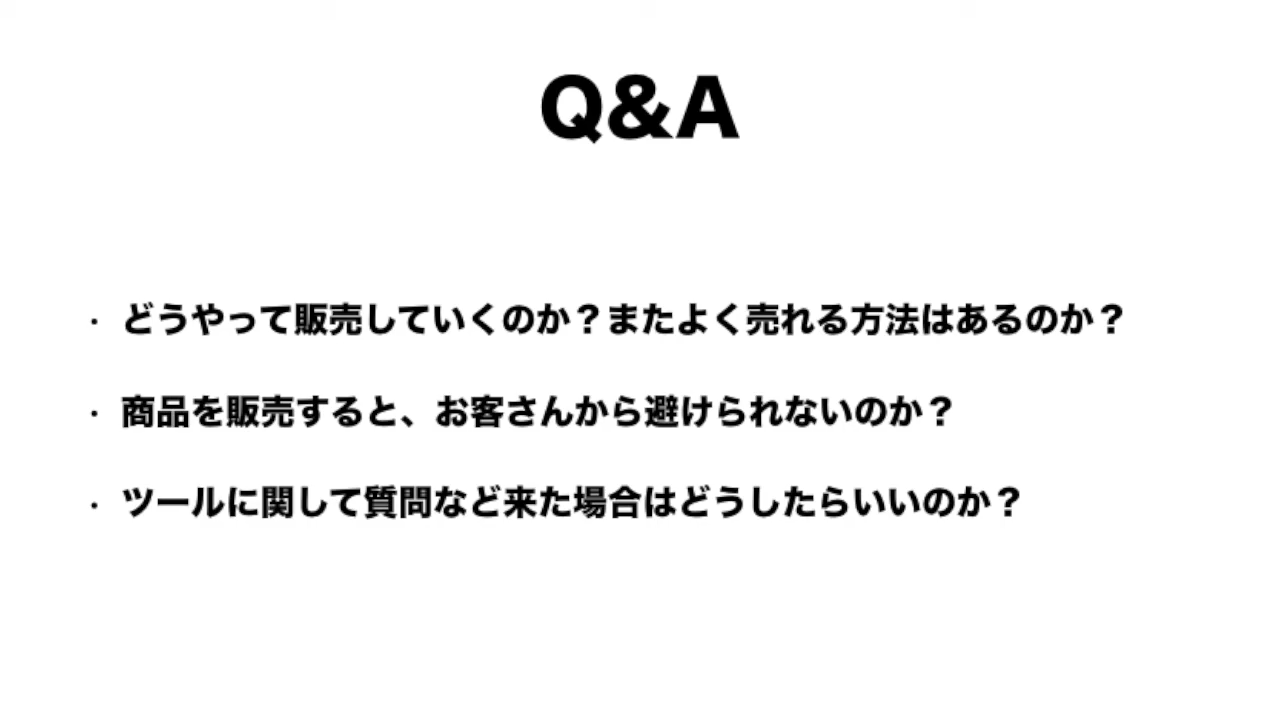 Q&A
・ どうやって販売していくのか？またよく売れる方法はあるのか？
・ 商品を販売すると、お客さんから避けられないのか？
・ ツールに関して質問など来た場合はどうしたらいいのか？